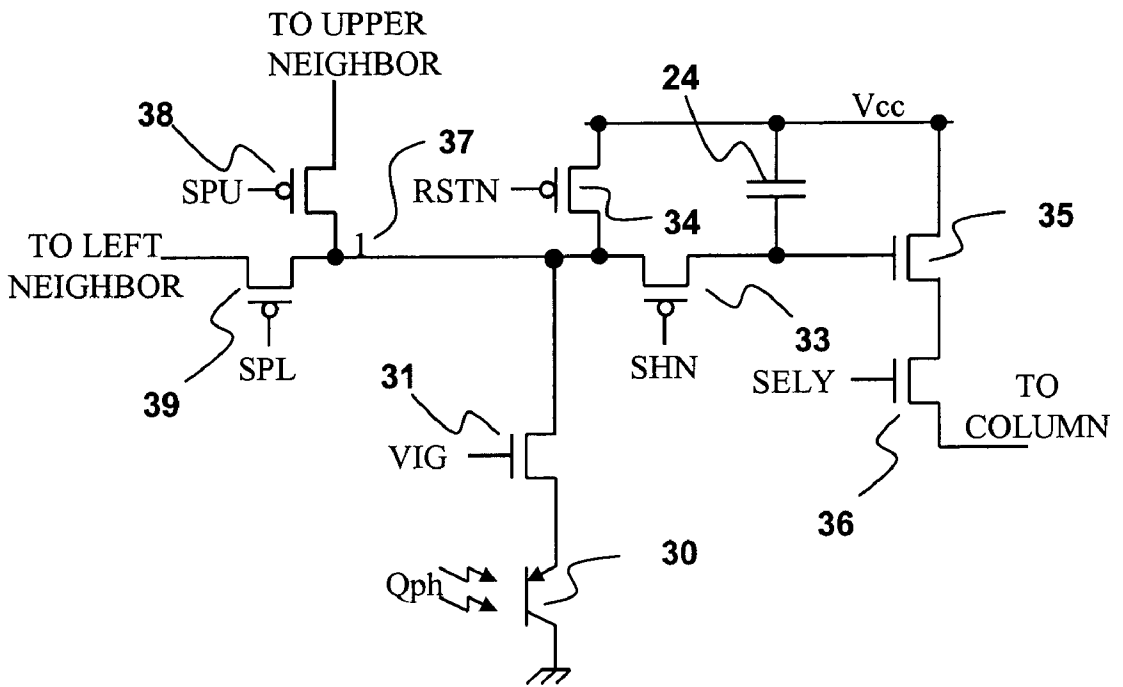 TO UPPER
NEIGHBOR
24
Vcc
38
37
SPU
RSTN
34
35
TO LEFT
NEIGHBOR
1
33
SPL
SHN
39
31
SELY
TO
COLUMN
VIG
36
30
Qph